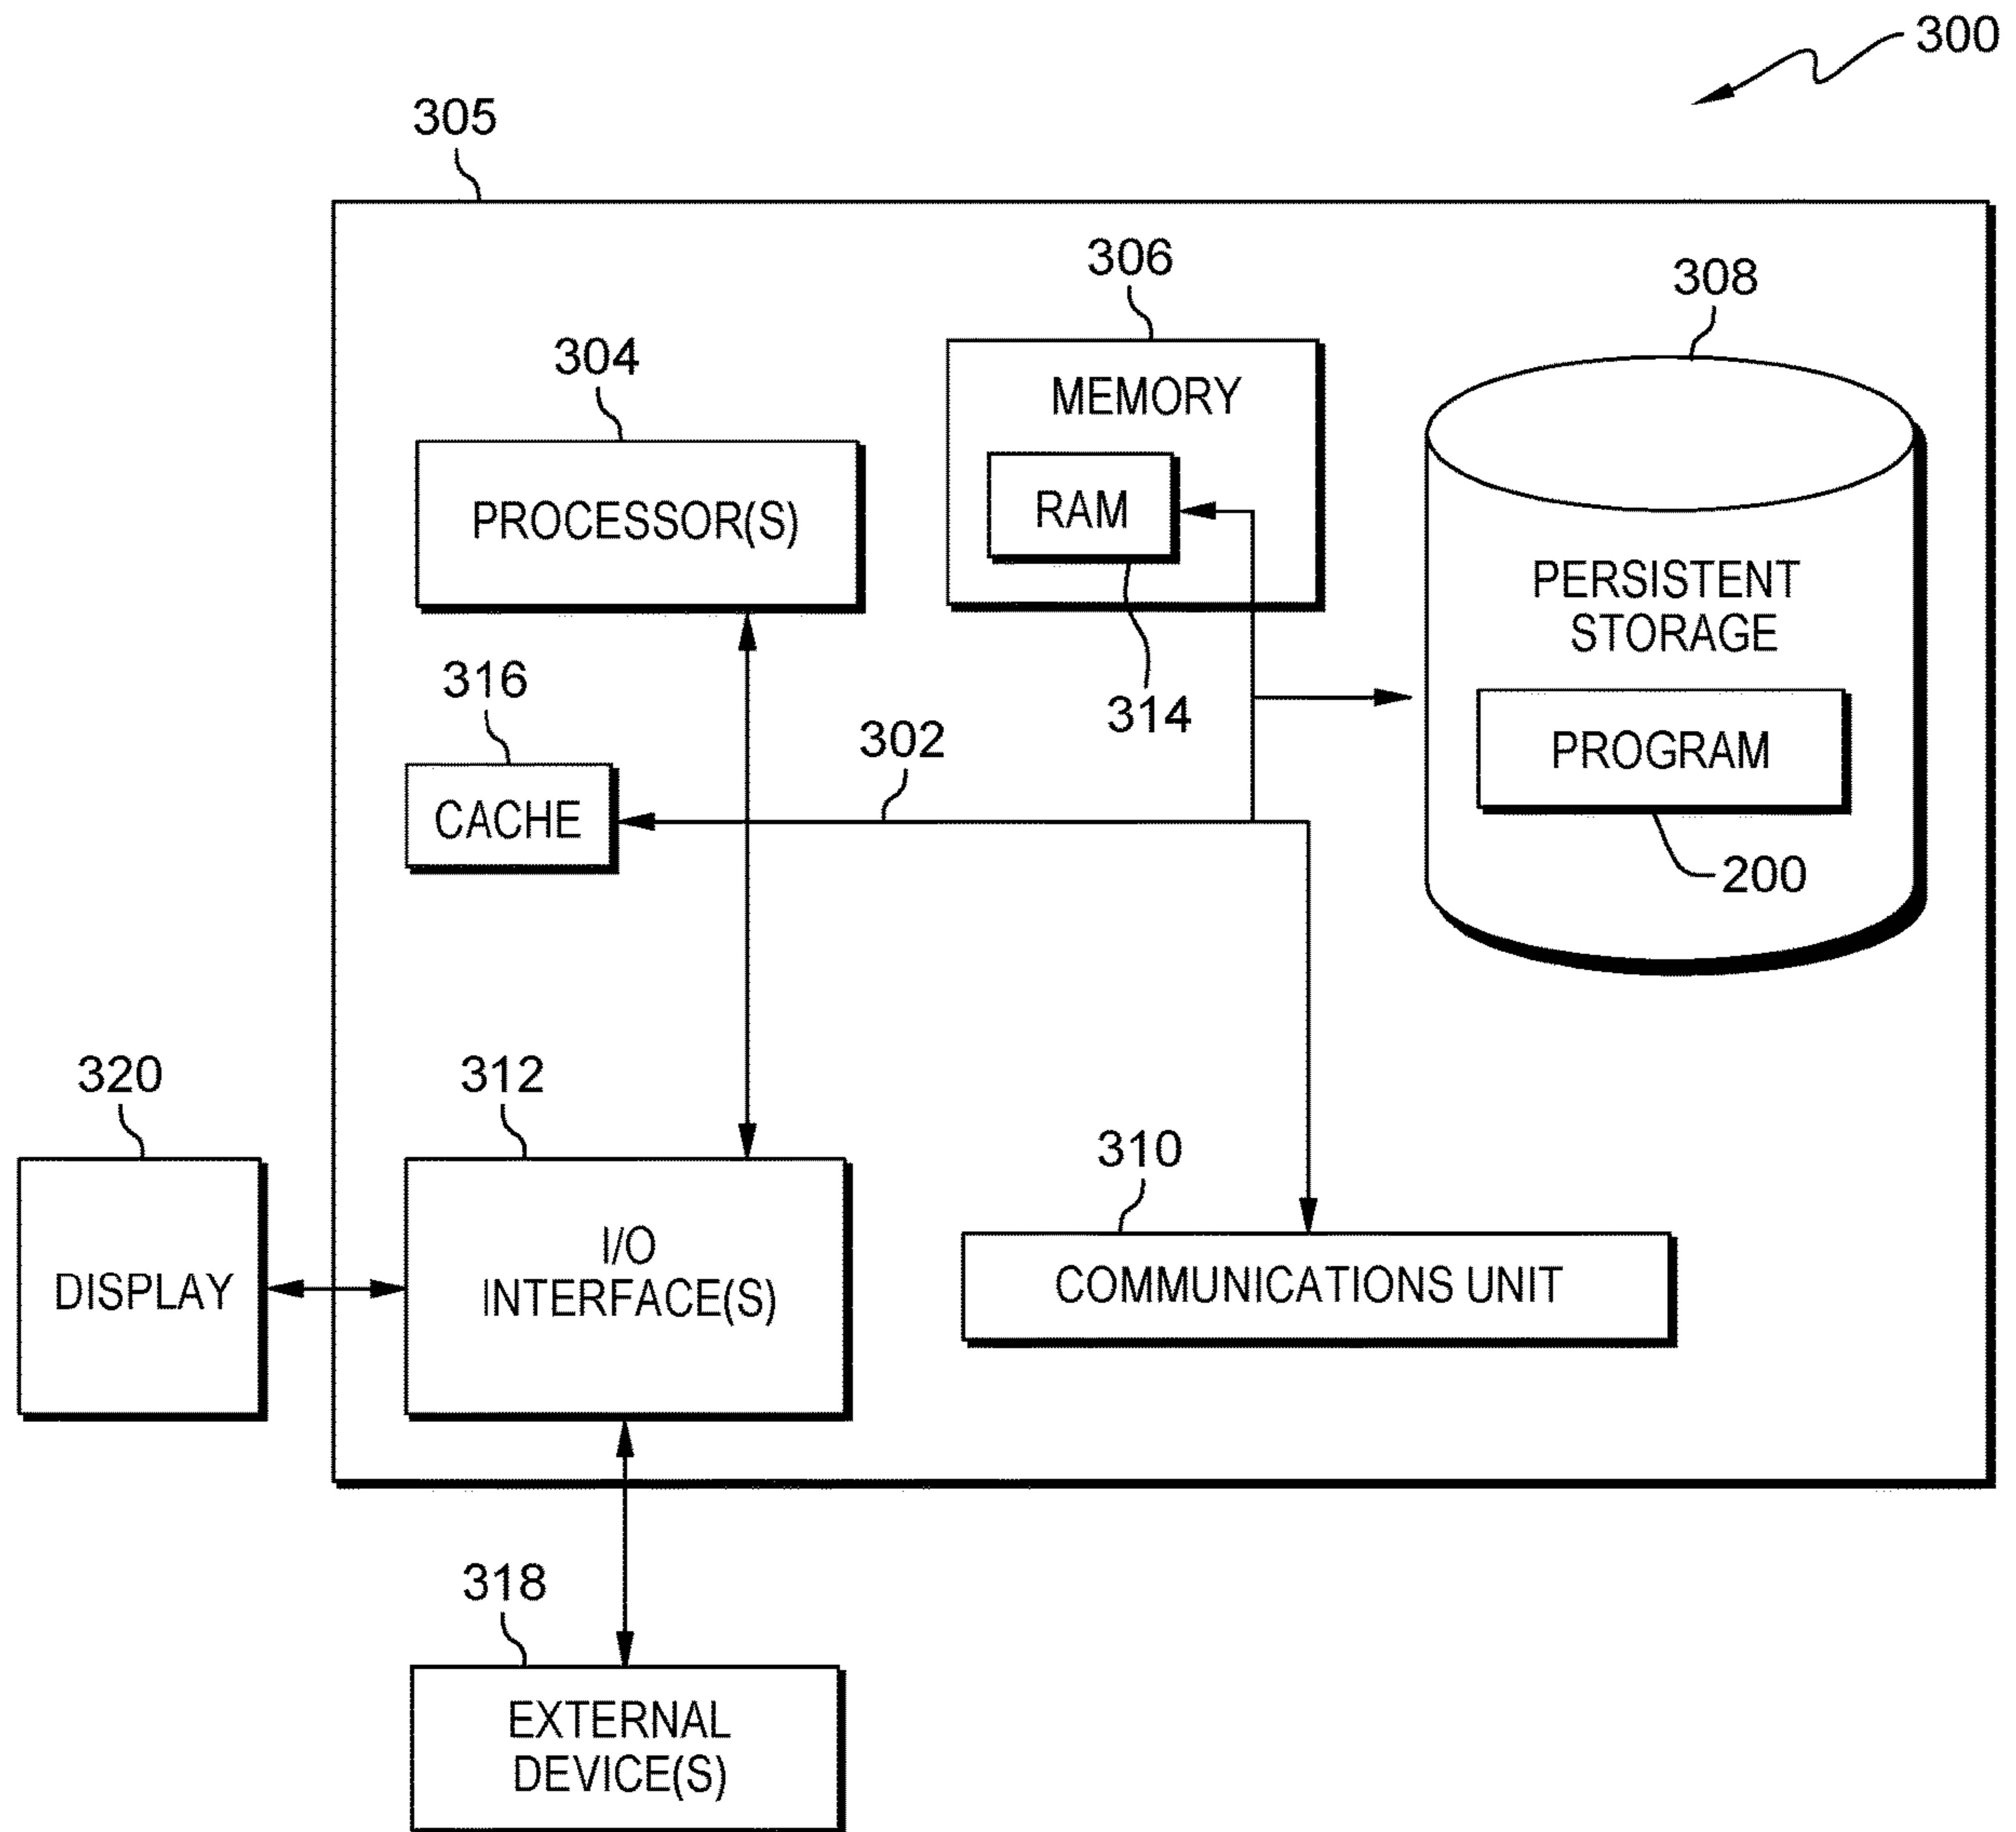 300
305
306
308
304
MEMORY
PROCESSOR(S)
RAM
PERSISTENT
STORAGE
316
314
302
PROGRAM
CACHE
200
320
312
310
DISPLAY
I/O
INTERFACE(S)
COMMUNICATIONS UNIT
318
EXTERNAL
DEVICE(S)